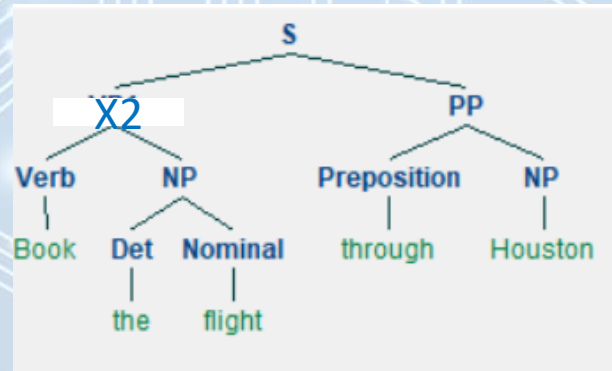 S
X2 PP
Verb NP Preposition NP
Book Det Nominal through Houston
the flight